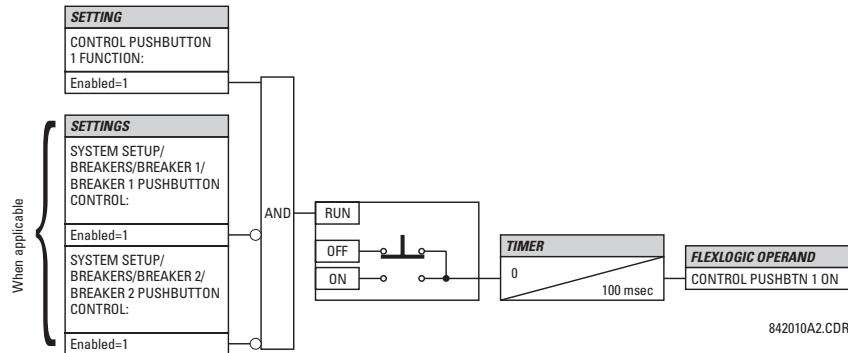 SETTING
CONTROL PUSHBUTTON
1 FUNCTION:
Enabled=1
When applicable
SETTINGS
SYSTEM SETUP/
BREAKERS/BREAKER 1/
BREAKER 1 PUSHBUTTON
CONTROL:
Enabled=1
SYSTEM SETUP/
BREAKERS/BREAKER 2/
BREAKER 2 PUSHBUTTON
CONTROL:
Enabled=1
AND
RUN
OFF
ON
TIMER
0
100 msec
FLEXLOGIC OPERAND
CONTROL PUSHBTN 1 ON
842010A2.CDR